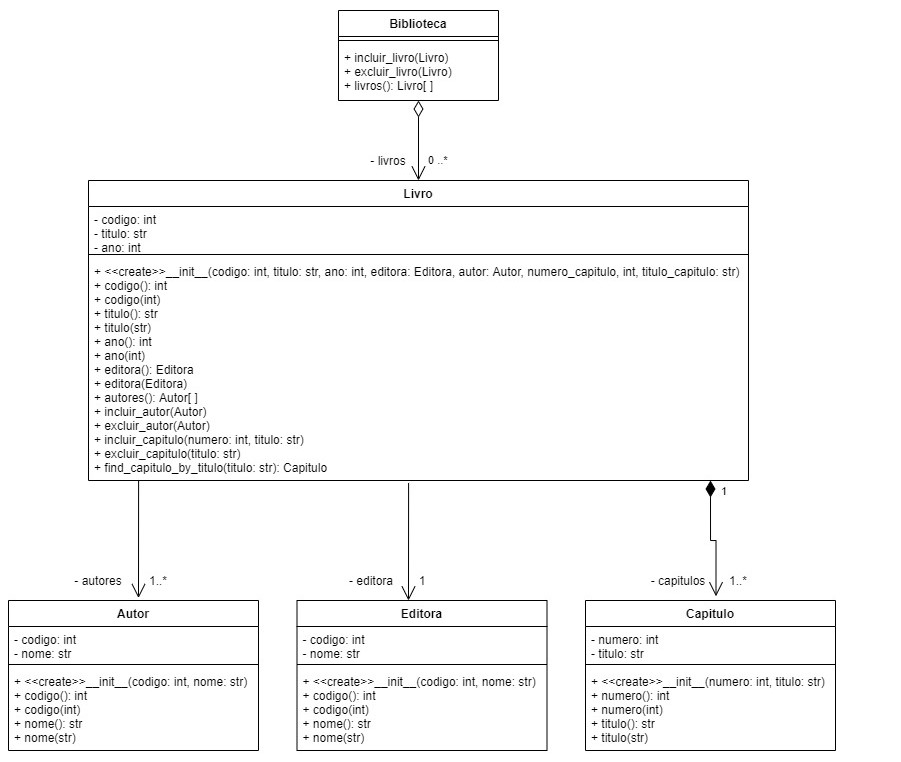 Biblioteca
+ incluir_livro(Livro)
+ excluir_livro(Livro)
+ livros(): Livro[ ]
- livros
0 ..*
Livro
- codigo: int
- titulo: str
- ano: int
+ <<create>>__init__(codigo: int, titulo: str, ano: int, editora: Editora, autor: Autor, numero_capitulo, int, titulo_capitulo: str)
+ codigo(): int
+ codigo(int)
+ titulo(): str
+ titulo(str)
+ ano(): int
+ ano(int)
+ editora(): Editora
+ editora(Editora)
+ autores(): Autor[ ]
+ incluir_autor(Autor)
+ excluir_autor(Autor)
+ incluir_capitulo(numero: int, titulo: str)
+ excluir_capitulo(titulo: str)
+ find_capitulo_by_titulo(titulo: str): Capitulo
1
- autores
1..*
- editora
1
- capitulos
1..*
Autor
- codigo: int
- nome: str
+ <<create>>__init__(codigo: int, nome: str)
+ codigo(): int
+ codigo(int)
+ nome(): str
+ nome(str)
Editora
- codigo: int
- nome: str
+ <<create>>__init__(codigo: int, nome: str)
+ codigo(): int
+ codigo(int)
+ nome(): str
+ nome(str)
Capitulo
- numero: int
- titulo: str
+ <<create>>__init__(numero: int, titulo: str)
+ numero(): int
+ numero(int)
+ titulo(): str
+ titulo(str)